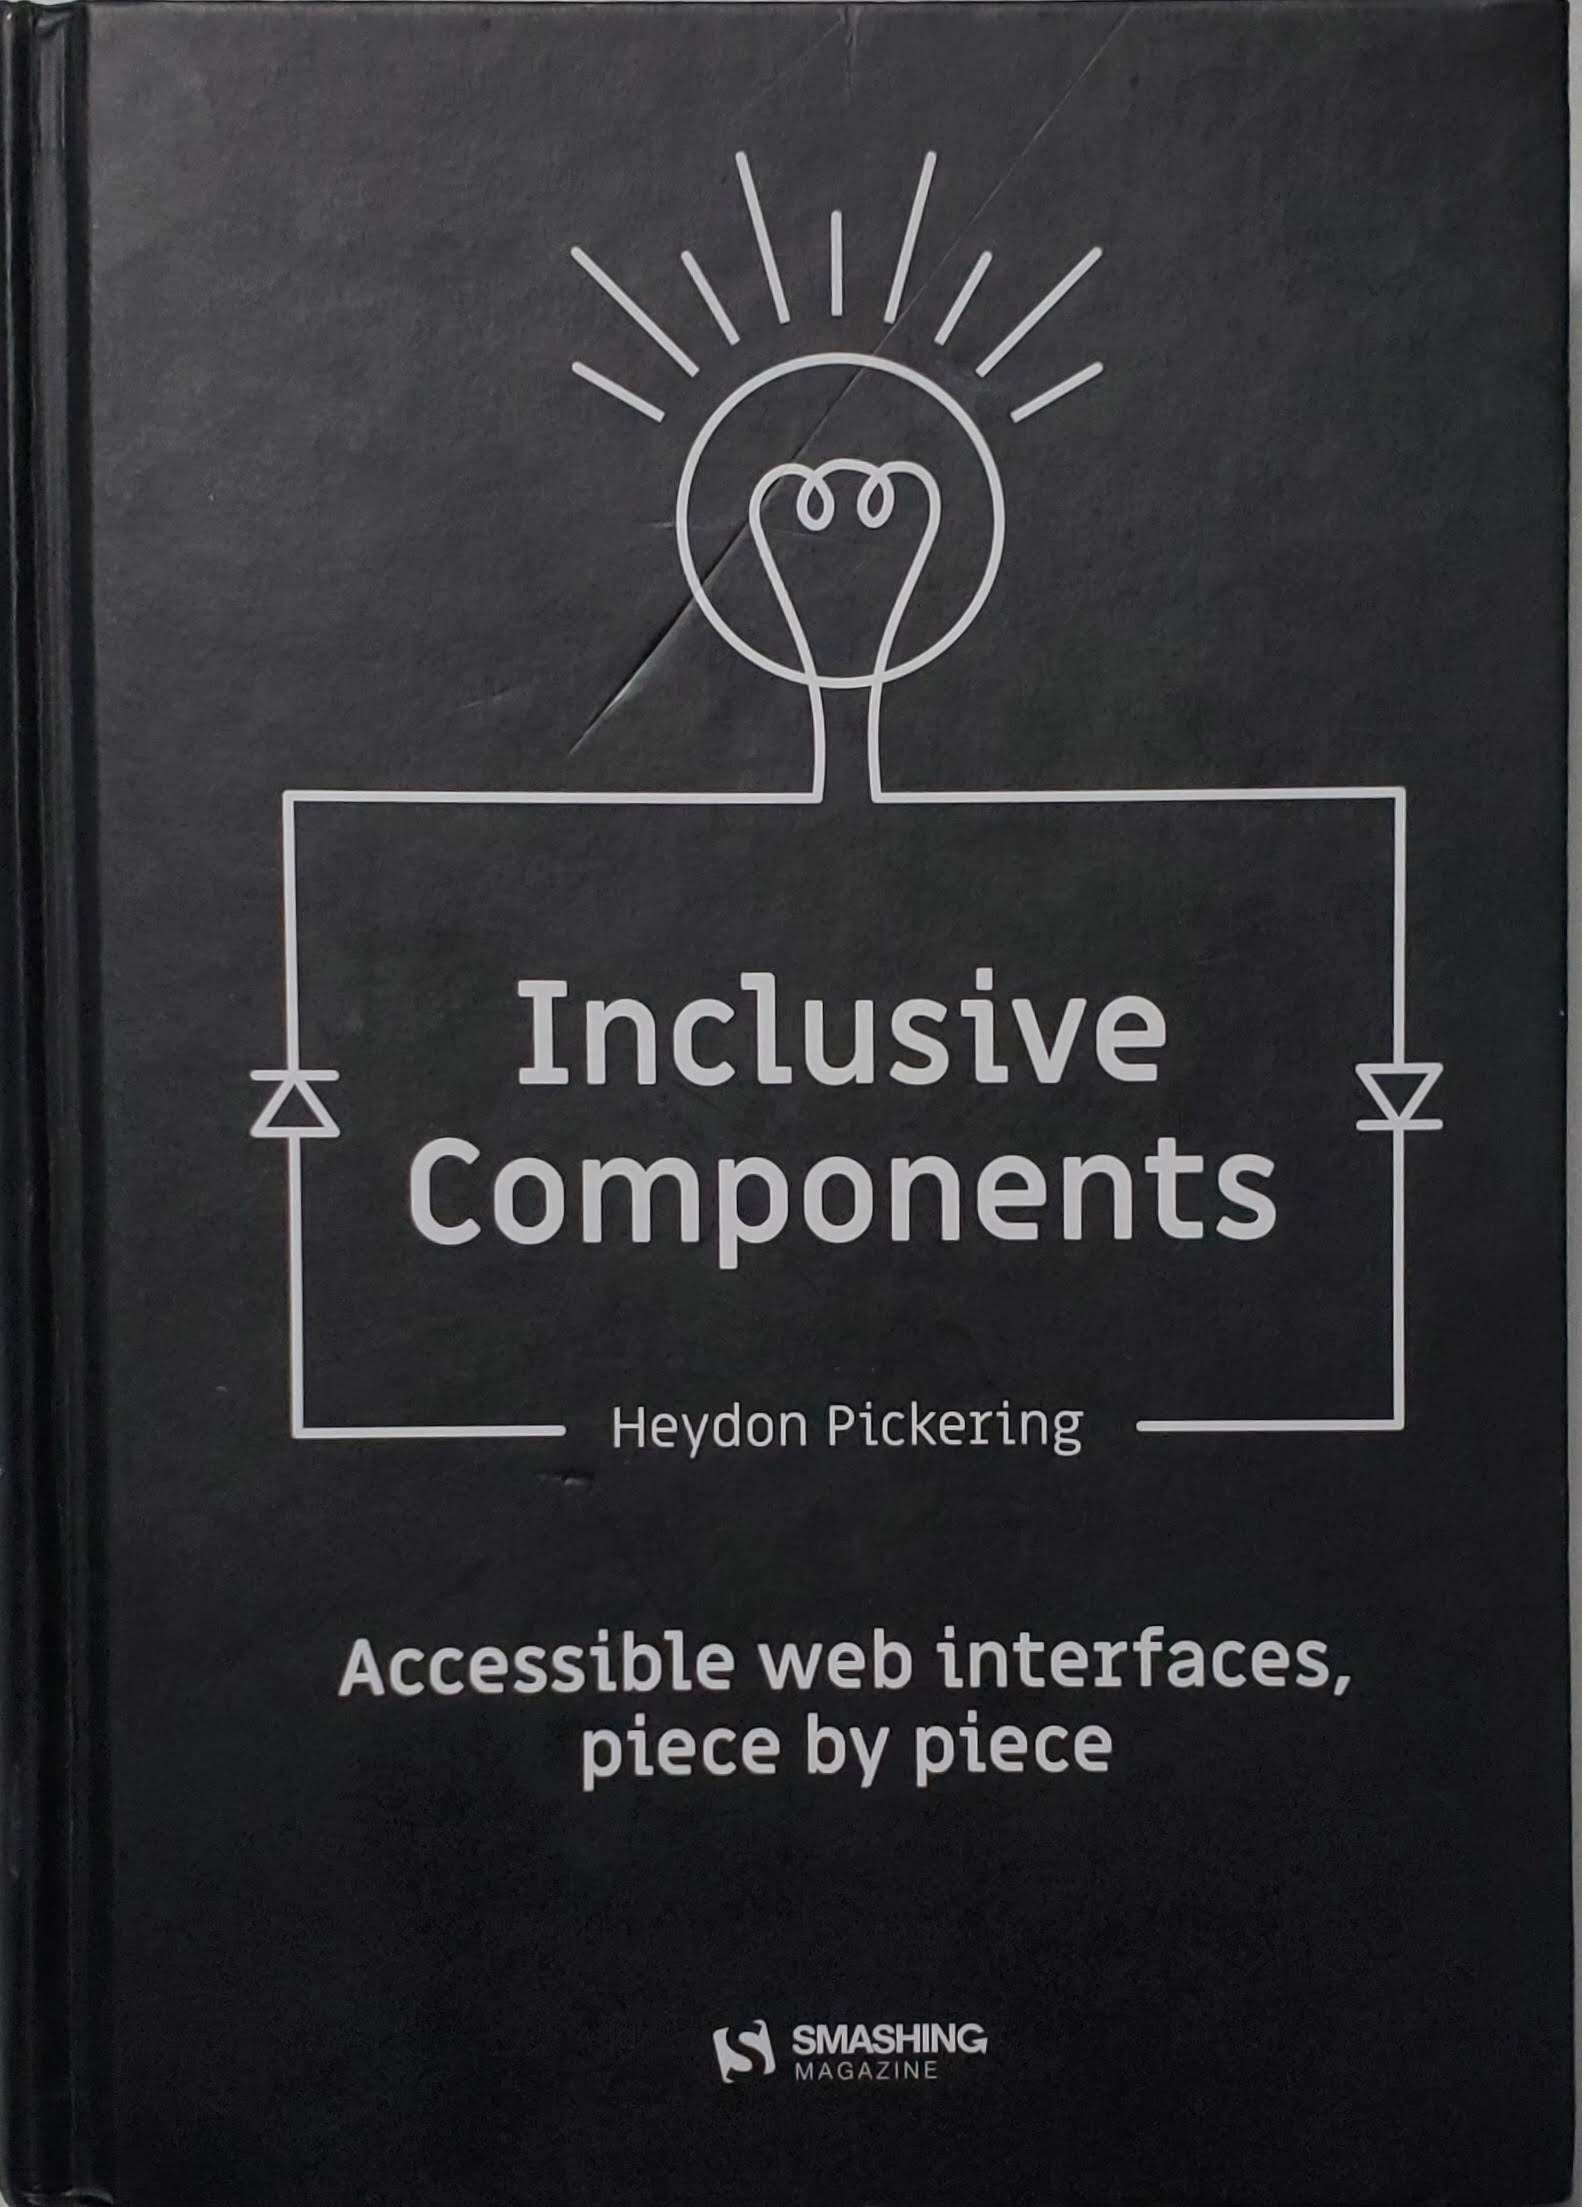 Inclusive
Components
Heydon Pickering
Accessible web interfaces,
piece by piece
SMASHING
MAGAZINE